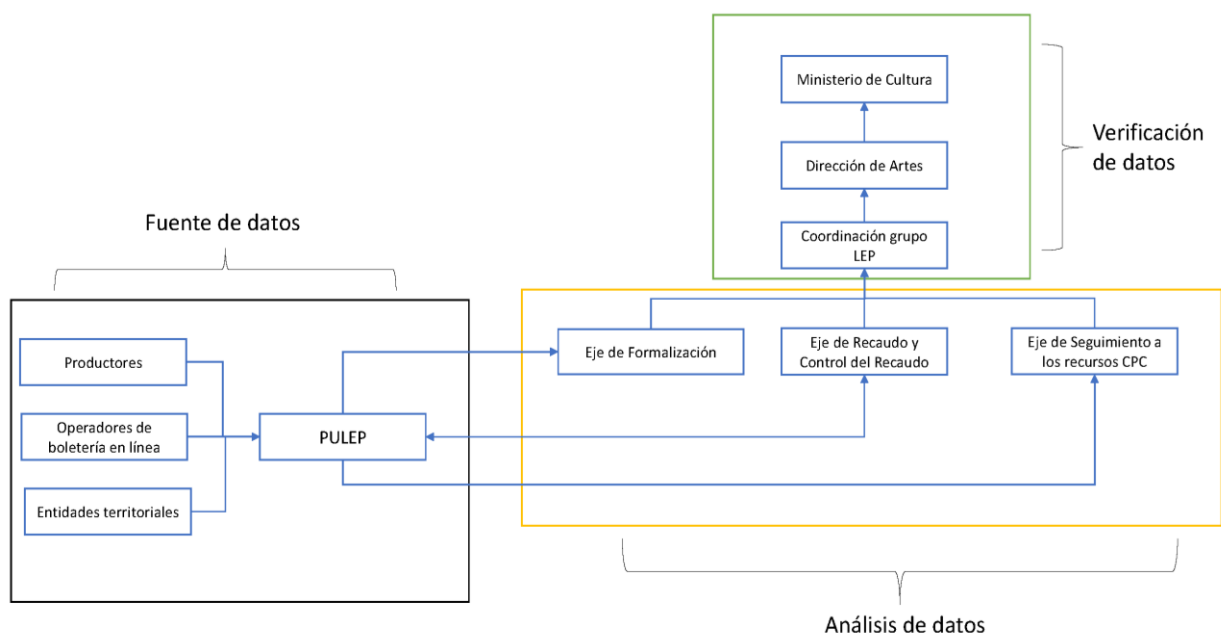 Fuente de datos
Productores
Operadores de
boletería en línea
Entidades territoriales
PULEP
Ministerio de Cultura
Dirección de Artes
Coordinación grupo
LEP
Verificación
de datos
Eje de Formalización
Eje de Recaudo y
Control del Recaudo
Eje de Seguimiento a
los recursos CPC
Análisis de datos